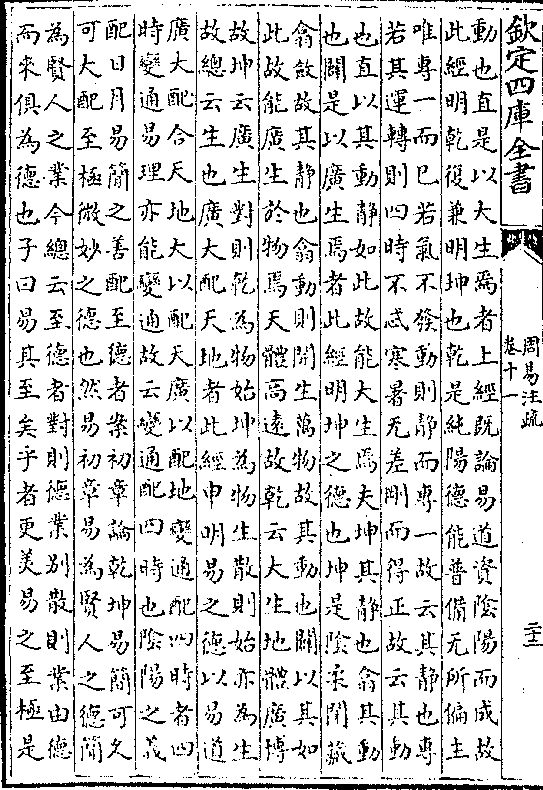 欽定四庫全書
周易注疏
卷十一
二十三
動也直是以大生焉者上經既論易道資陰陽而成故
此經明乾復兼明坤也乾是純陽德能普備无所偏主
唯專一而已若氣不發動則靜而專一故云其靜也專
若其運轉則四時不忒寒暑无差剛而得正故云其動
也直以其動靜如此故能大生焉夫坤其靜也翕其動
也闢是以廣生焉者此經明坤之德也坤是陰柔閉藏
翕斂故其靜也翕動則開生萬物故其動也闢以其如
此故能廣生於物焉天體高遠故乾云大生地體廣博
故坤云廣生對則乾為物始坤為物生散則始亦為生
故總云生也廣大配天地者此經申明易之德以易道
廣大配合天地大以配天廣以配地變通配四時者四
時變通易理亦能變通故云變通配四時也陰陽之義
配日月易簡之善配至德者案初章論乾坤易簡可久
可大配至極微妙之德也然易初章易為賢人之德簡
為賢人之業今總云至德者對則德業别散則業由德
而來俱為德也子曰易其至矣乎者更美易之至極是